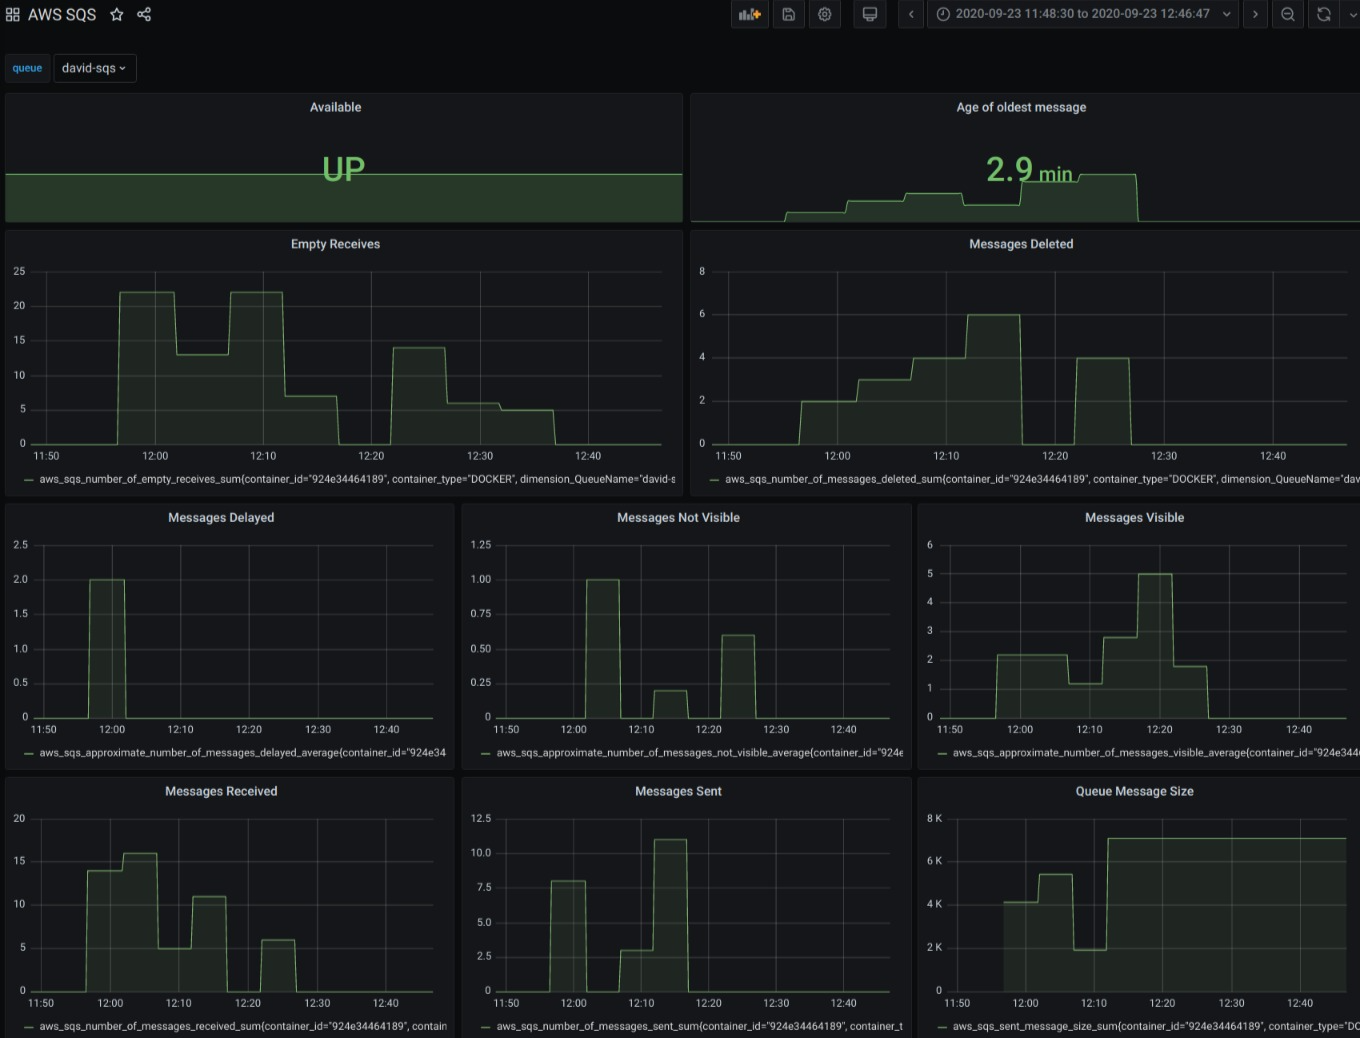 AWS SQS
2020-09-23 11:48:30 to 2020-09-23 12:46:47
queue david-sqs
Available
UP
Age of oldest message
2.9 min
Empty Receives
25
20
15
10
5
0
11:50 12:00 12:10 12:20 12:30 12:40
aws_sqs_number_of_empty_receives_sum{container_id="924e34464189", container_type="DOCKER", dimension_QueueName="david-s
Messages Deleted
8
6
4
2
0
11:50 12:00 12:10 12:20 12:30 12:40
aws_sqs_number_of_messages_deleted_sum{container_id="924e34464189", container_type="DOCKER", dimension_QueueName="dav
Messages Delayed
2.5
2.0
1.5
1.0
0.5
0
11:50 12:00 12:10 12:20 12:30 12:40
aws_sqs_approximate_number_of_messages_delayed_average{container_id="924e34
Messages Not Visible
1.25
1.00
0.75
0.50
0.25
0
11:50 12:00 12:10 12:20 12:30 12:40
aws_sqs_approximate_number_of_messages_not_visible_average{container_id="924e
Messages Visible
6
5
4
3
2
1
0
11:50 12:00 12:10 12:20 12:30 12:40
aws_sqs_approximate_number_of_messages_visible_average{container_id="924e344
Messages Received
20
15
10
5
0
11:50 12:00 12:10 12:20 12:30 12:40
aws_sqs_number_of_messages_received_sum{container_id="924e34464189", contain
Messages Sent
12.5
10.0
7.5
5.0
2.5
0
11:50 12:00 12:10 12:20 12:30 12:40
aws_sqs_number_of_messages_sent_sum{container_id="924e34464189", container_t
Queue Message Size
8 K
6 K
4 K
2 K
0
11:50 12:00 12:10 12:20 12:30 12:40
aws_sqs_sent_message_size_sum{container_id="924e34464189", container_type="DO